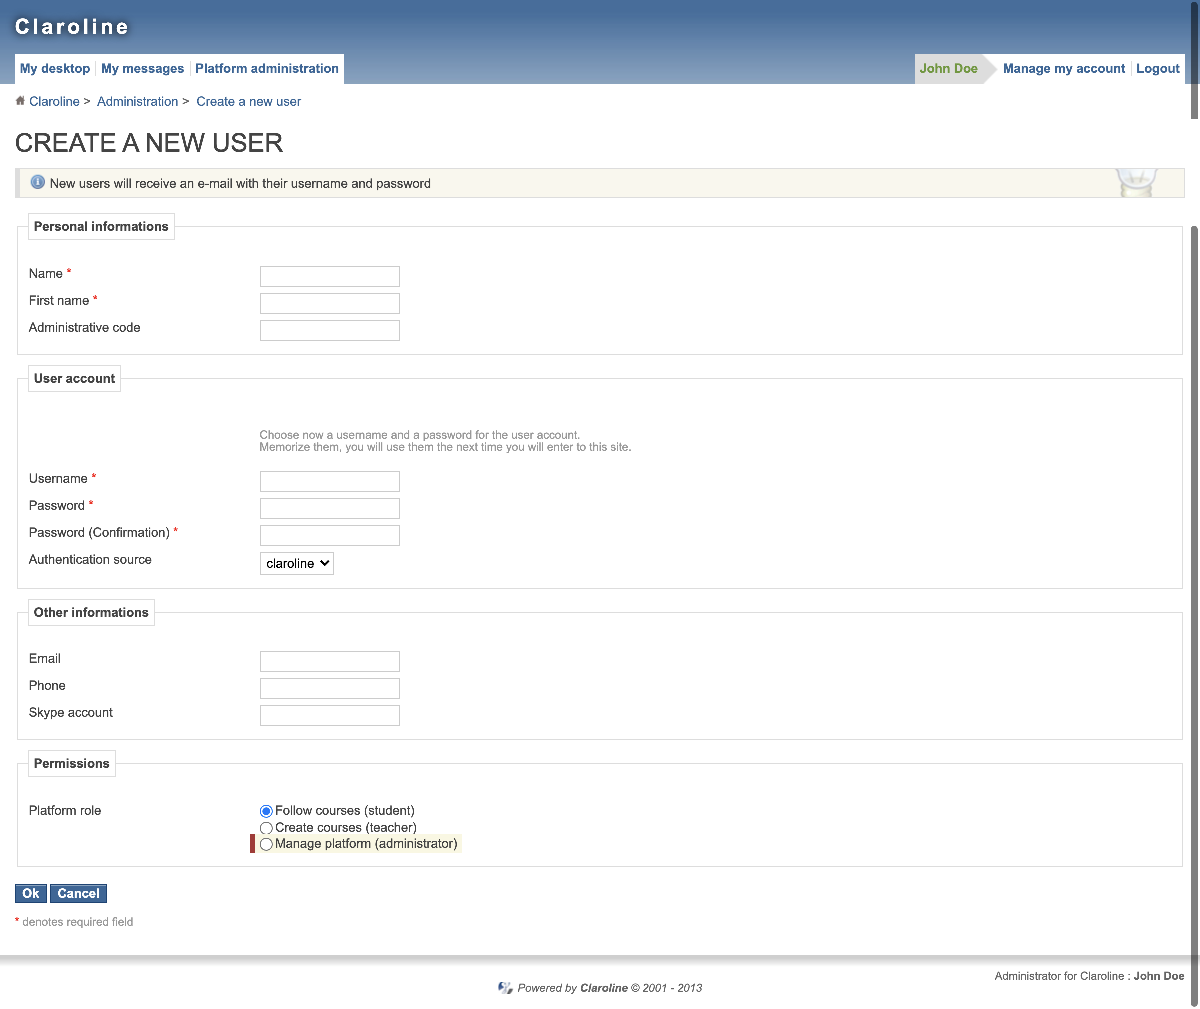 Claroline
My desktop My messages Platform administration John Doe Manage my account Logout
Claroline > Administration > Create a new user
CREATE A NEW USER
New users will receive an e-mail with their username and password
Personal informations
Name *
First name *
Administrative code
User account
Choose now a username and a password for the user account.
Memorize them, you will use them the next time you will enter to this site.
Username *
Password *
Password (Confirmation) *
Authentication source claroline
Other informations
Email
Phone
Skype account
Permissions
Platform role Follow courses (student)
Create courses (teacher)
Manage platform (administrator)
Ok Cancel
* denotes required field
Administrator for Claroline : John Doe
Powered by Claroline © 2001 - 2013